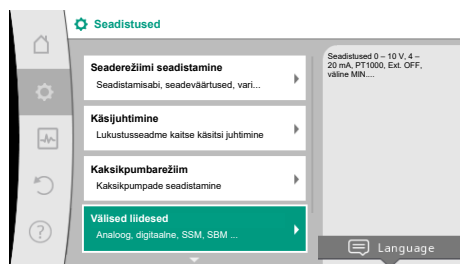 Seadistused
Seaderežiimi seadistamine
Seadistamisabi, seadeväärtused, vari...
Käsijuhtimine
Lukustusseadme kaitse käsitsi juhtimine
Kaksikpumbarežiim
Kaksikpumpade seadistamine
Välised liidesed
Analoog, digitaalne, SSM, SBM ...
Seadistused 0 – 10 V, 4 –
20 mA, PT1000, Ext. OFF,
väline MIN....
Language